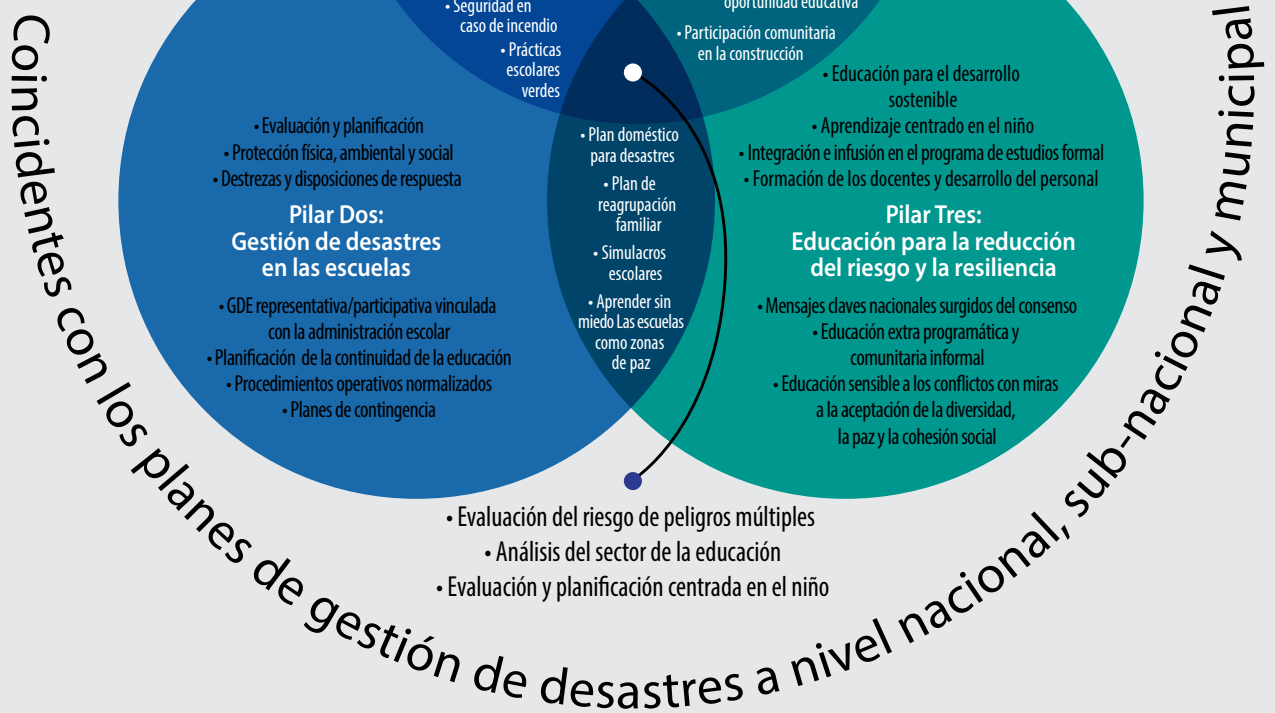 • Seguridad en
caso de incendio
• Prácticas
escolares
verdes
oportunidad educativa
• Participación comunitaria
en la construcción
• Evaluación y planificación
• Protección física, ambiental y social
• Destrezas y disposiciones de respuesta
Pilar Dos:
Gestión de desastres
en las escuelas
• GDE representativa/participativa vinculada
con la administración escolar
• Planificación de la continuidad de la educación
• Procedimientos operativos normalizados
• Planes de contingencia
• Plan doméstico
para desastres
• Plan de
reagrupación
familiar
• Simulacros
escolares
• Aprender sin
miedo Las escuelas
como zonas
de paz
• Educación para el desarrollo
sostenible
• Aprendizaje centrado en el niño
• Integración e infusión en el programa de estudios formal
• Formación de los docentes y desarrollo del personal
Pilar Tres:
Educación para la reducción
del riesgo y la resiliencia
• Mensajes claves nacionales surgidos del consenso
• Educación extra programática y
comunitaria informal
• Educación sensible a los conflictos con miras
a la aceptación de la diversidad,
la paz y la cohesión social
• Evaluación del riesgo de peligros múltiples
• Análisis del sector de la educación
• Evaluación y planificación centrada en el niño
Coincidentes con los planes de gestión de desastres a nivel nacional, sub-nacional y municipal